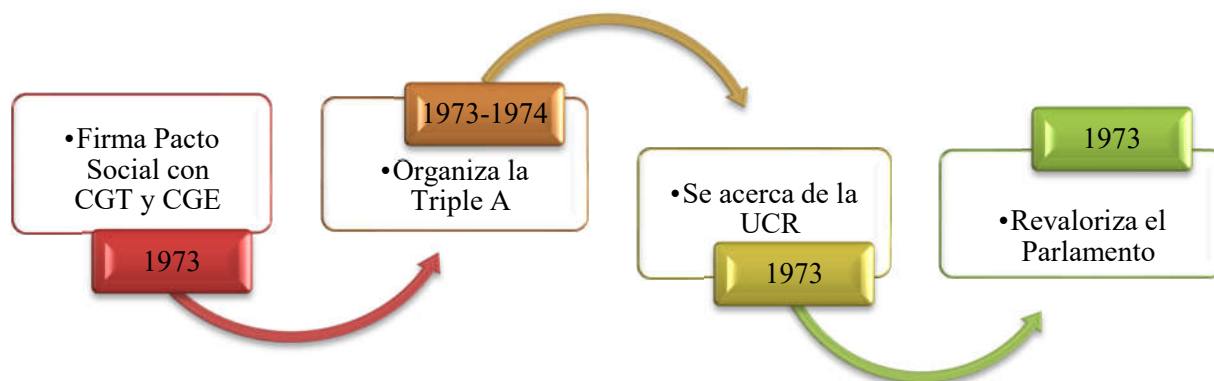 •Firma Pacto
Social con
CGT y CGE
1973
1973-1974
•Organiza la
Triple A
•Se acerca de la
UCR
1973
1973
•Revaloriza el
Parlamento